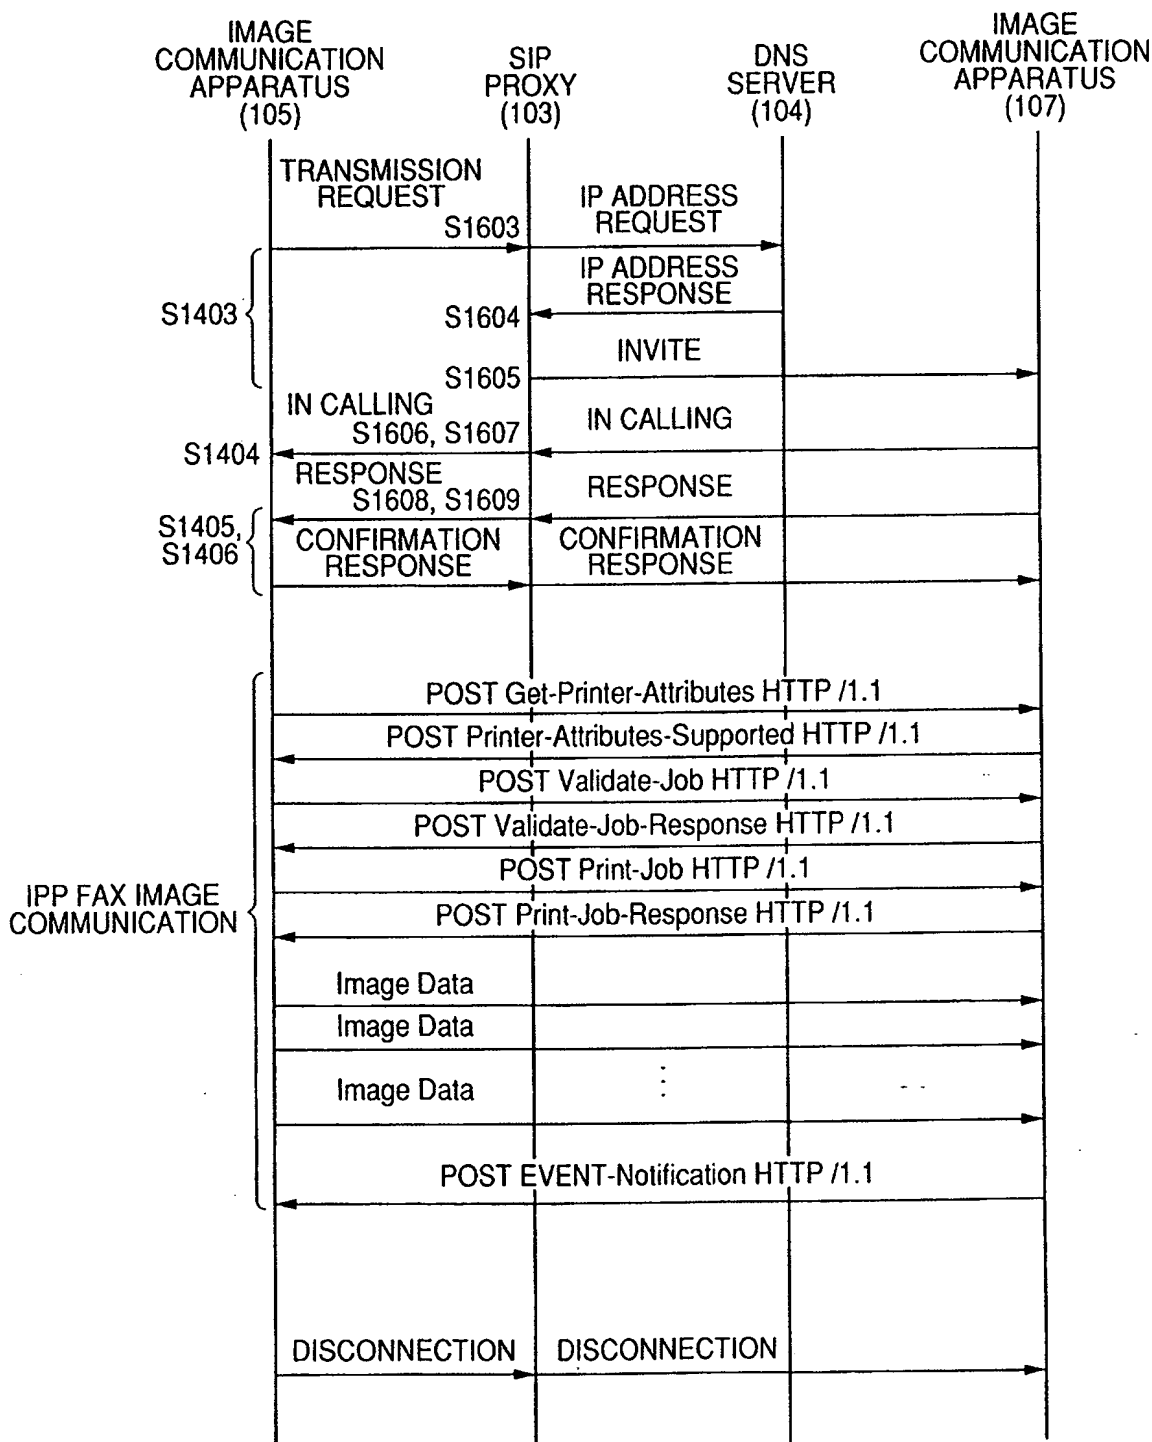 IMAGE
COMMUNICATION
APPARATUS
(105)
SIP
PROXY
(103)
DNS
SERVER
(104)
IMAGE
COMMUNICATION
APPARATUS
(107)
TRANSMISSION
REQUEST
S1603
IP ADDRESS
REQUEST
IP ADDRESS
RESPONSE
S1403
S1604
INVITE
S1605
IN CALLING
S1606, S1607
IN CALLING
S1404
RESPONSE
S1608, S1609
RESPONSE
S1405,
S1406
CONFIRMATION
RESPONSE
CONFIRMATION
RESPONSE
POST Get-Printer-Attributes HTTP /1.1
POST Printer-Attributes-Supported HTTP /1.1
POST Validate-Job HTTP /1.1
POST Validate-Job-Response HTTP /1.1
POST Print-Job HTTP /1.1
IPP FAX IMAGE
COMMUNICATION
POST Print-Job-Response HTTP /1.1
Image Data
Image Data
Image Data
POST EVENT-Notification HTTP /1.1
DISCONNECTION
DISCONNECTION